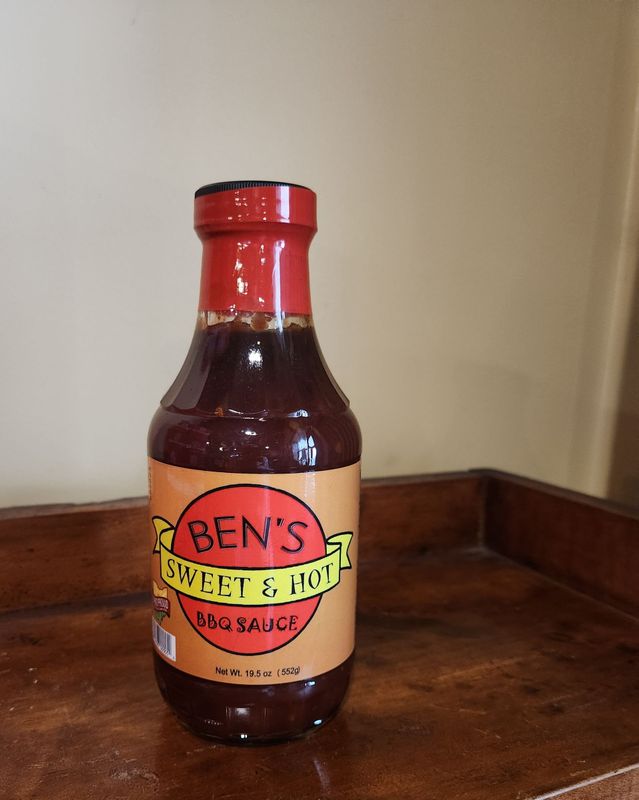 BEN'S
SWEET & HOT
BBQ SAUCE
Net Wt. 19.5 oz (552g)